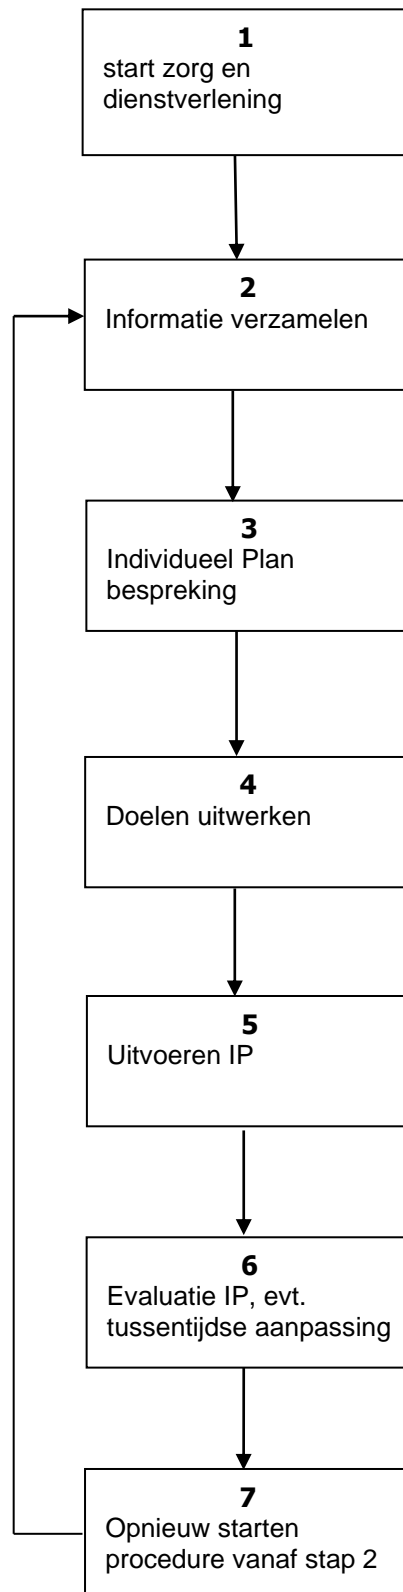 1
start zorg en
dienstverlening
2
Informatie verzamelen
3
Individueel Plan
bespreking
4
Doelen uitwerken
5
Uitvoeren IP
6
Evaluatie IP, evt.
tussentijdse aanpassing
7
Opnieuw starten
procedure vanaf stap 2